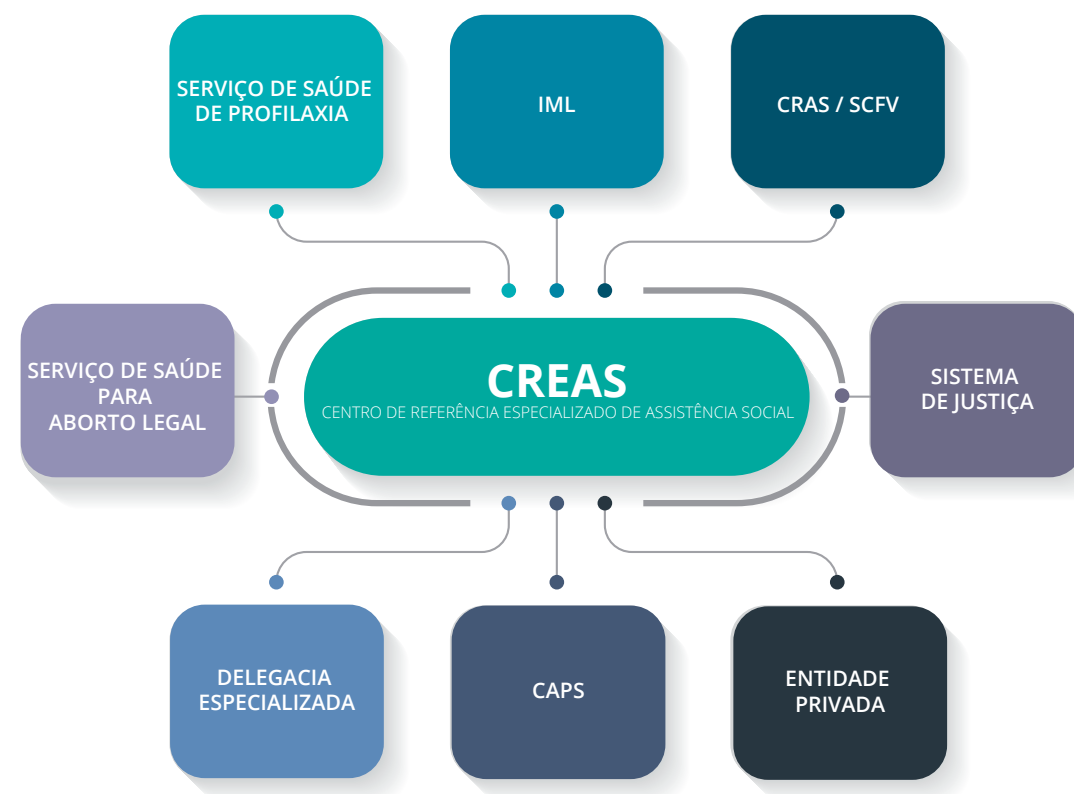 SERVIÇO DE SAÚDE
DE PROFILAXIA
IML
CRAS / SCFV
SERVIÇO DE SAÚDE
PARA
ABORTO LEGAL
CREAS
CENTRO DE REFERÊNCIA ESPECIALIZADO DE ASSISTÊNCIA SOCIAL
SISTEMA
DE JUSTIÇA
DELEGACIA
ESPECIALIZADA
CAPS
ENTIDADE
PRIVADA